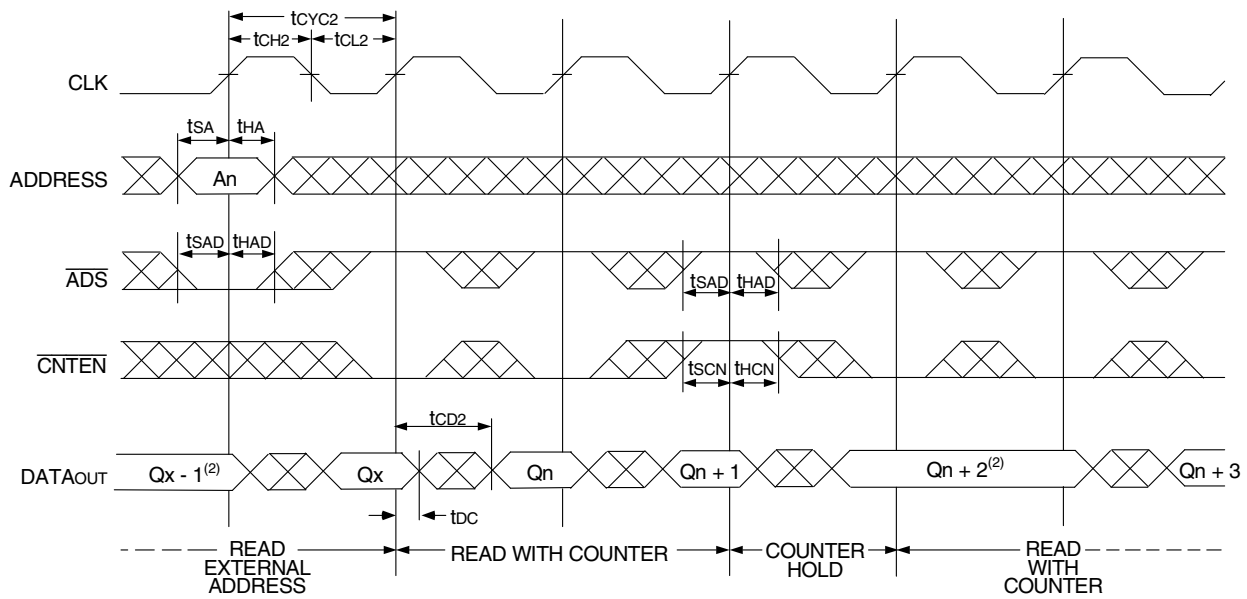 tCYC2
tCH2 tCL2
CLK
tSA tHA
ADDRESS An
tSAD tHAD
ADS
tSAD tHAD
CNTEN
tSCN tHCN
tCD2
DATAOUT Qx - 1(2) Qx Qn Qn + 1 Qn + 2(2) Qn + 3
tDC
READ EXTERNAL ADDRESS
READ WITH COUNTER
COUNTER HOLD
READ WITH COUNTER